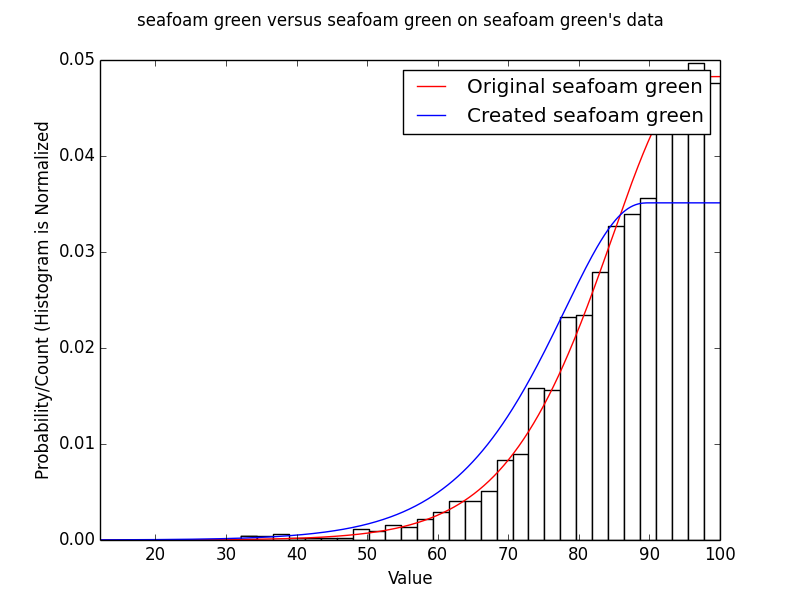 seafoam green versus seafoam green on seafoam green's data
0.05
0.04
0.03
0.02
0.01
0.00
Probability/Count (Histogram is Normalized
Original seafoam green
Created seafoam green
20 30 40 50 60 70 80 90 100
Value